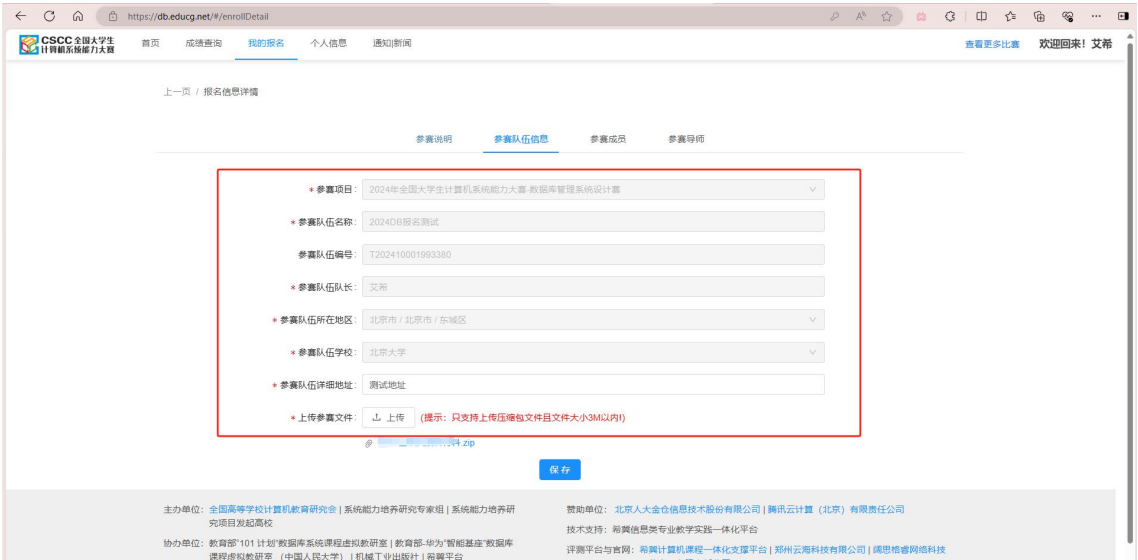 https://db.educg.net/#/enrollDetail
CSCC 全国大学生
计算机系统能力大赛
首页 成绩查询 我的报名 个人信息 通知|新闻
查看更多比赛 欢迎回来！艾希
上一页 / 报名信息详情
参赛说明 参赛队伍信息 参赛成员 参赛导师
* 参赛项目： 2024年全国大学生计算机系统能力大赛-数据库管理系统设计赛
* 参赛队伍名称： 2024DB报名测试
参赛队伍编号： T202410001993380
* 参赛队伍队长： 艾希
* 参赛队伍所在地区： 北京市 / 北京市 / 东城区
* 参赛队伍学校： 北京大学
* 参赛队伍详细地址： 测试地址
* 上传参赛文件： 上传 (提示：只支持上传压缩包文件且文件大小3M以内!)
.zip
保 存
主办单位：全国高等学校计算机教育研究会 | 系统能力培养研究专家组 | 系统能力培养研
究项目发起高校
协办单位：教育部"101 计划"数据库系统课程虚拟教研室 | 教育部-华为"智能基座"数据库
课程虚拟教研室 （中国人民大学） | 机械工业出版社 | 希冀平台
赞助单位：北京人大金仓信息技术股份有限公司 | 腾讯云计算（北京）有限责任公司
技术支持：希冀信息类专业教学实践一体化平台
评测平台与官网：希冀计算机课程一体化支撑平台 | 郑州云海科技有限公司 | 阔思格睿网络科技